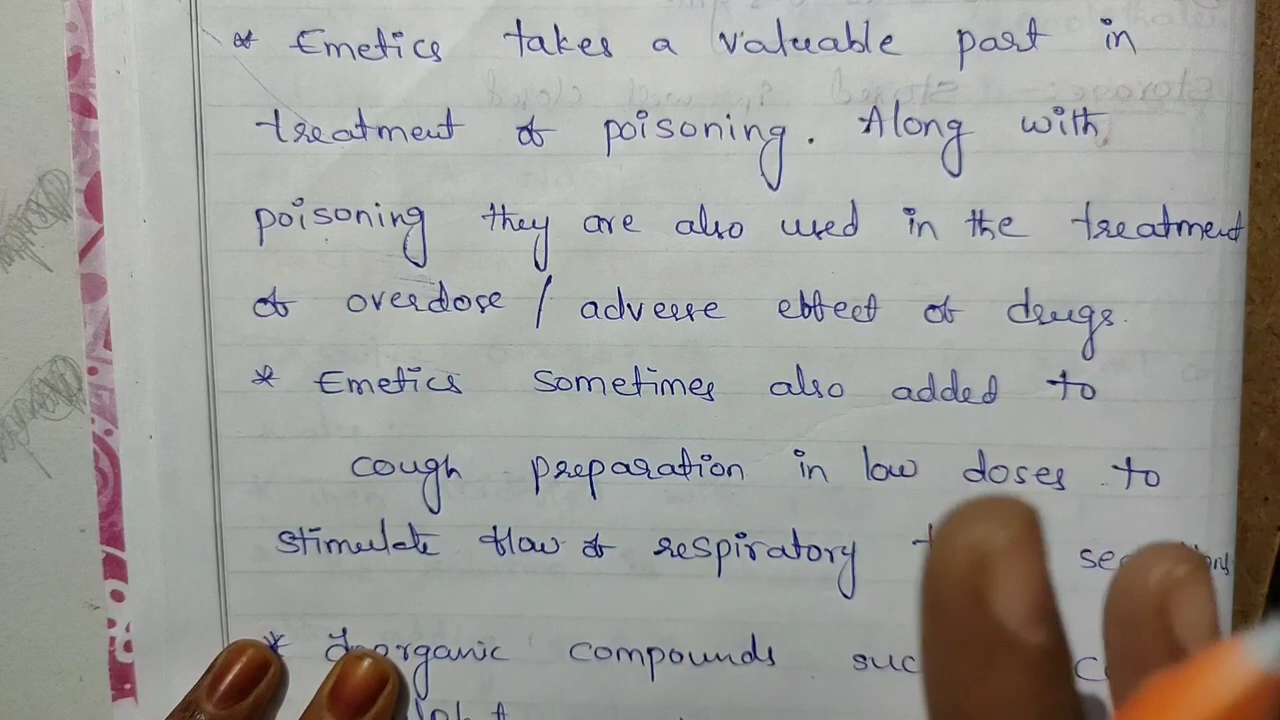 * Emetics takes a valuable part in
treatment of poisoning. Along with
poisoning they are also used in the treatment
of overdose / adverse effect of drugs.
* Emetics sometimes also added to
cough preparation in low doses to
stimulate flow of respiratory
* Inorganic compounds